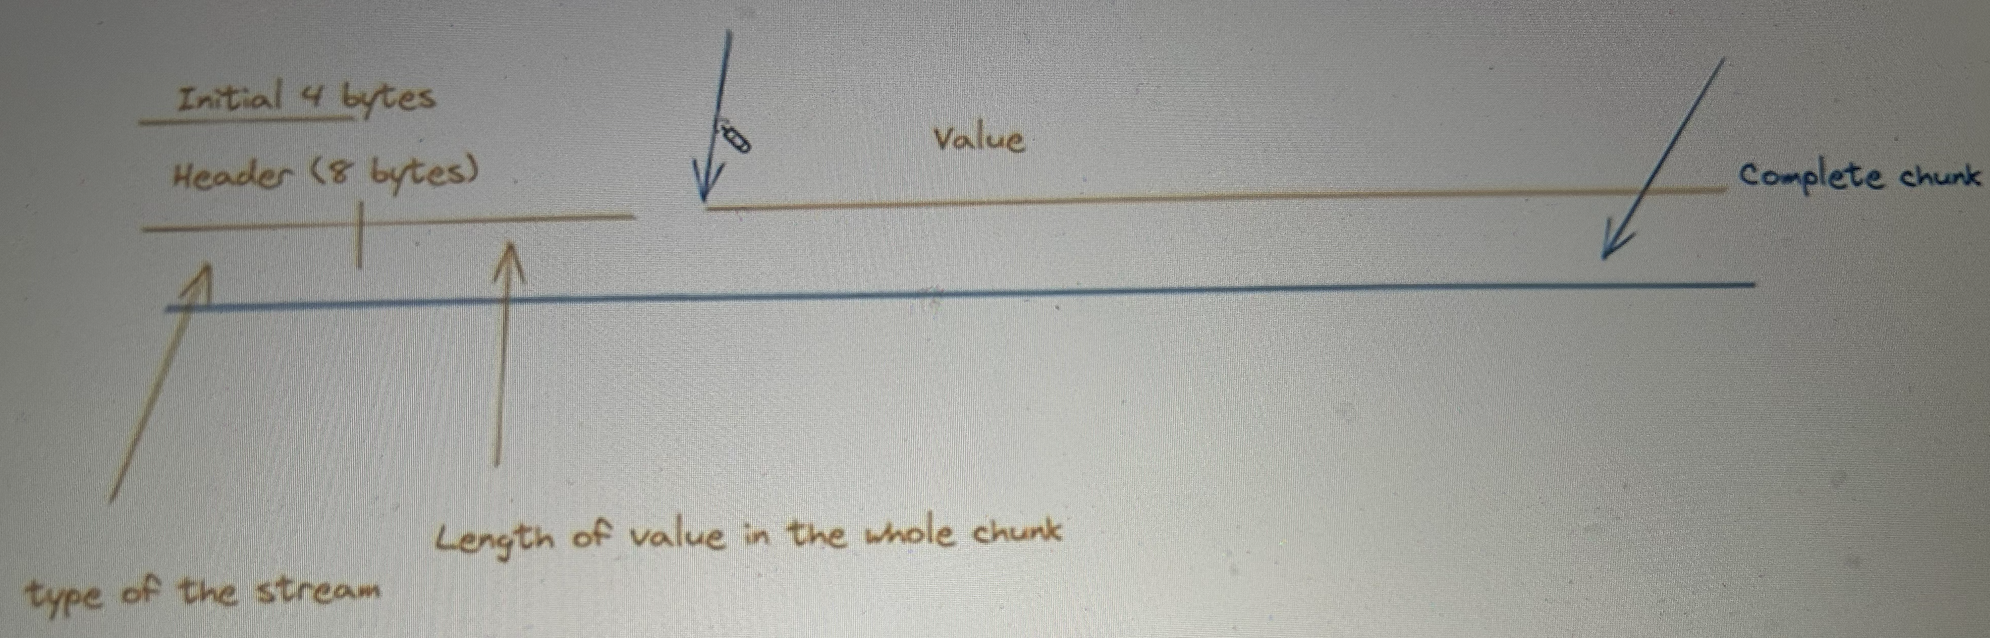 Initial 4 bytes
Header (8 bytes)
Value
Complete chunk
Length of value in the whole chunk
type of the stream